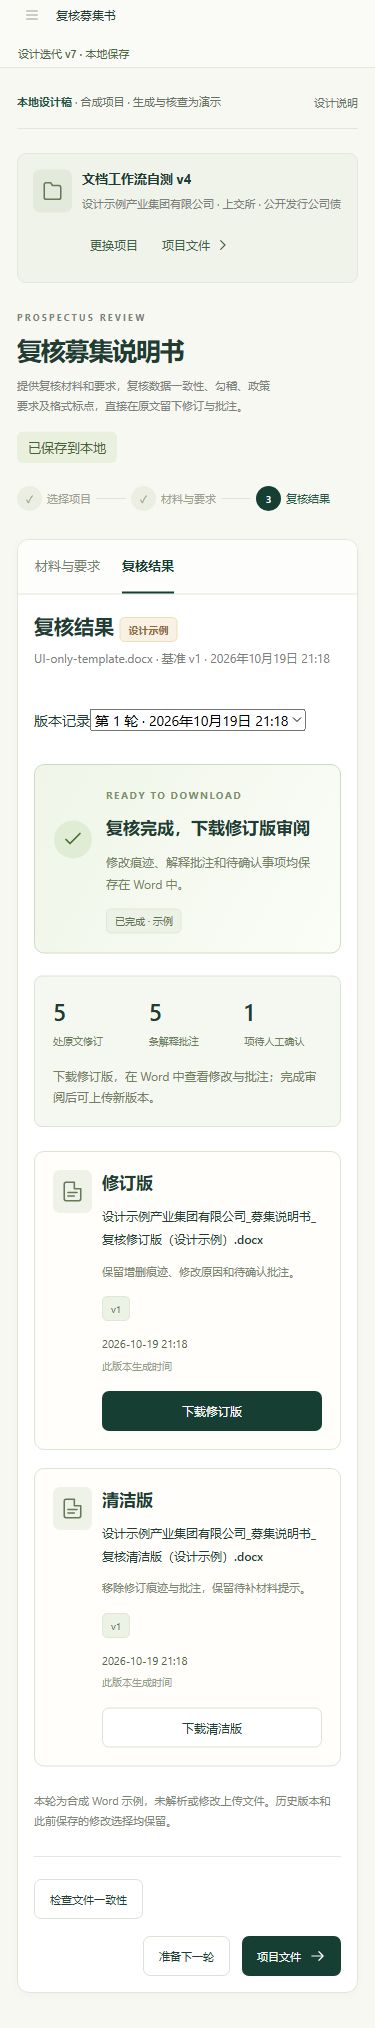 复核募集书
设计迭代 v7 · 本地保存
本地设计稿 · 合成项目 · 生成与核查为演示
设计说明
文档工作流自测 v4
设计示例产业集团有限公司 · 上交所 · 公开发行公司债
更换项目 项目文件
PROSPECTUS REVIEW
复核募集说明书
提供复核材料和要求，复核数据一致性、勾稽、政策
要求及格式标点，直接在原文留下修订与批注。
已保存到本地
选择项目 材料与要求 3 复核结果
材料与要求 复核结果
复核结果 设计示例
UI-only-template.docx · 基准 v1 · 2026年10月19日 21:18
版本记录 第 1 轮 · 2026年10月19日 21:18
READY TO DOWNLOAD
复核完成，下载修订版审阅
修改痕迹、解释批注和待确认事项均保
存在 Word 中。
已完成 · 示例
5 5 1
处原文修订 条解释批注 项待人工确认
下载修订版，在 Word 中查看修改与批注；完成审
阅后可上传新版本。
修订版
设计示例产业集团有限公司_募集说明书_
复核修订版（设计示例）.docx
保留增删痕迹、修改原因和待确认批注。
v1
2026-10-19 21:18
此版本生成时间
下载修订版
清洁版
设计示例产业集团有限公司_募集说明书_
复核清洁版（设计示例）.docx
移除修订痕迹与批注，保留待补材料提示。
v1
2026-10-19 21:18
此版本生成时间
下载清洁版
本轮为合成 Word 示例，未解析或修改上传文件。历史版本和
此前保存的修改选择均保留。
检查文件一致性
准备下一轮 项目文件